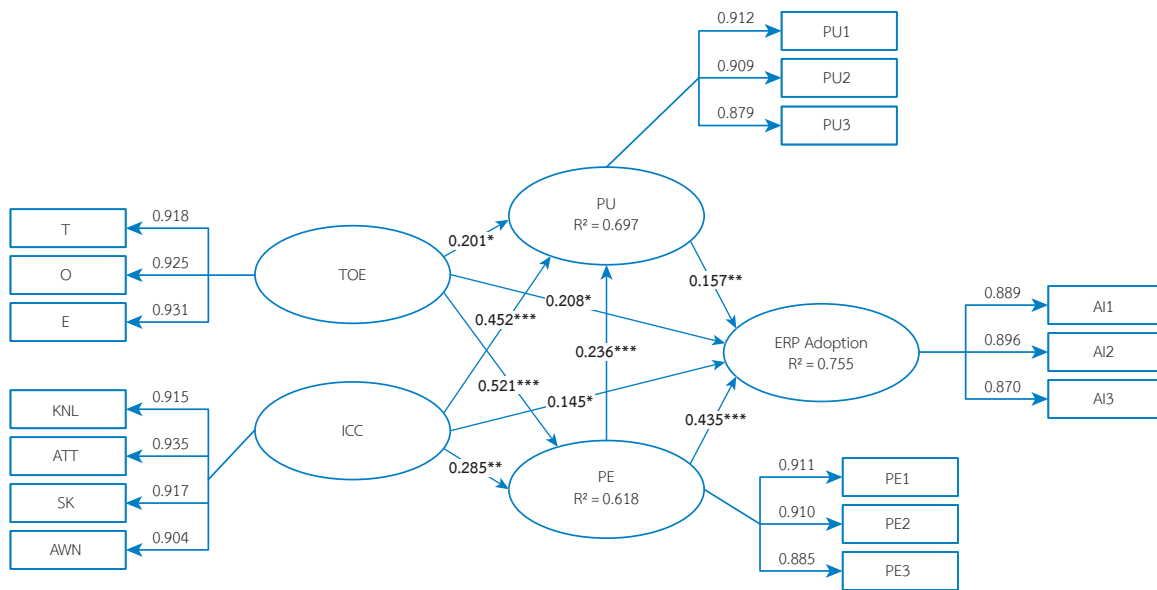 0.912
PU1
0.909
PU2
0.879
PU3
PU
R² = 0.697
0.918
T
0.925
O
0.931
E
TOE
0.201*
0.157**
0.208*
0.452***
0.236***
0.521***
0.145*
0.435***
0.285**
ERP Adoption
R² = 0.755
0.889
AI1
0.896
AI2
0.870
AI3
0.915
KNL
0.935
ATT
0.917
SK
0.904
AWN
ICC
PE
R² = 0.618
0.911
PE1
0.910
PE2
0.885
PE3